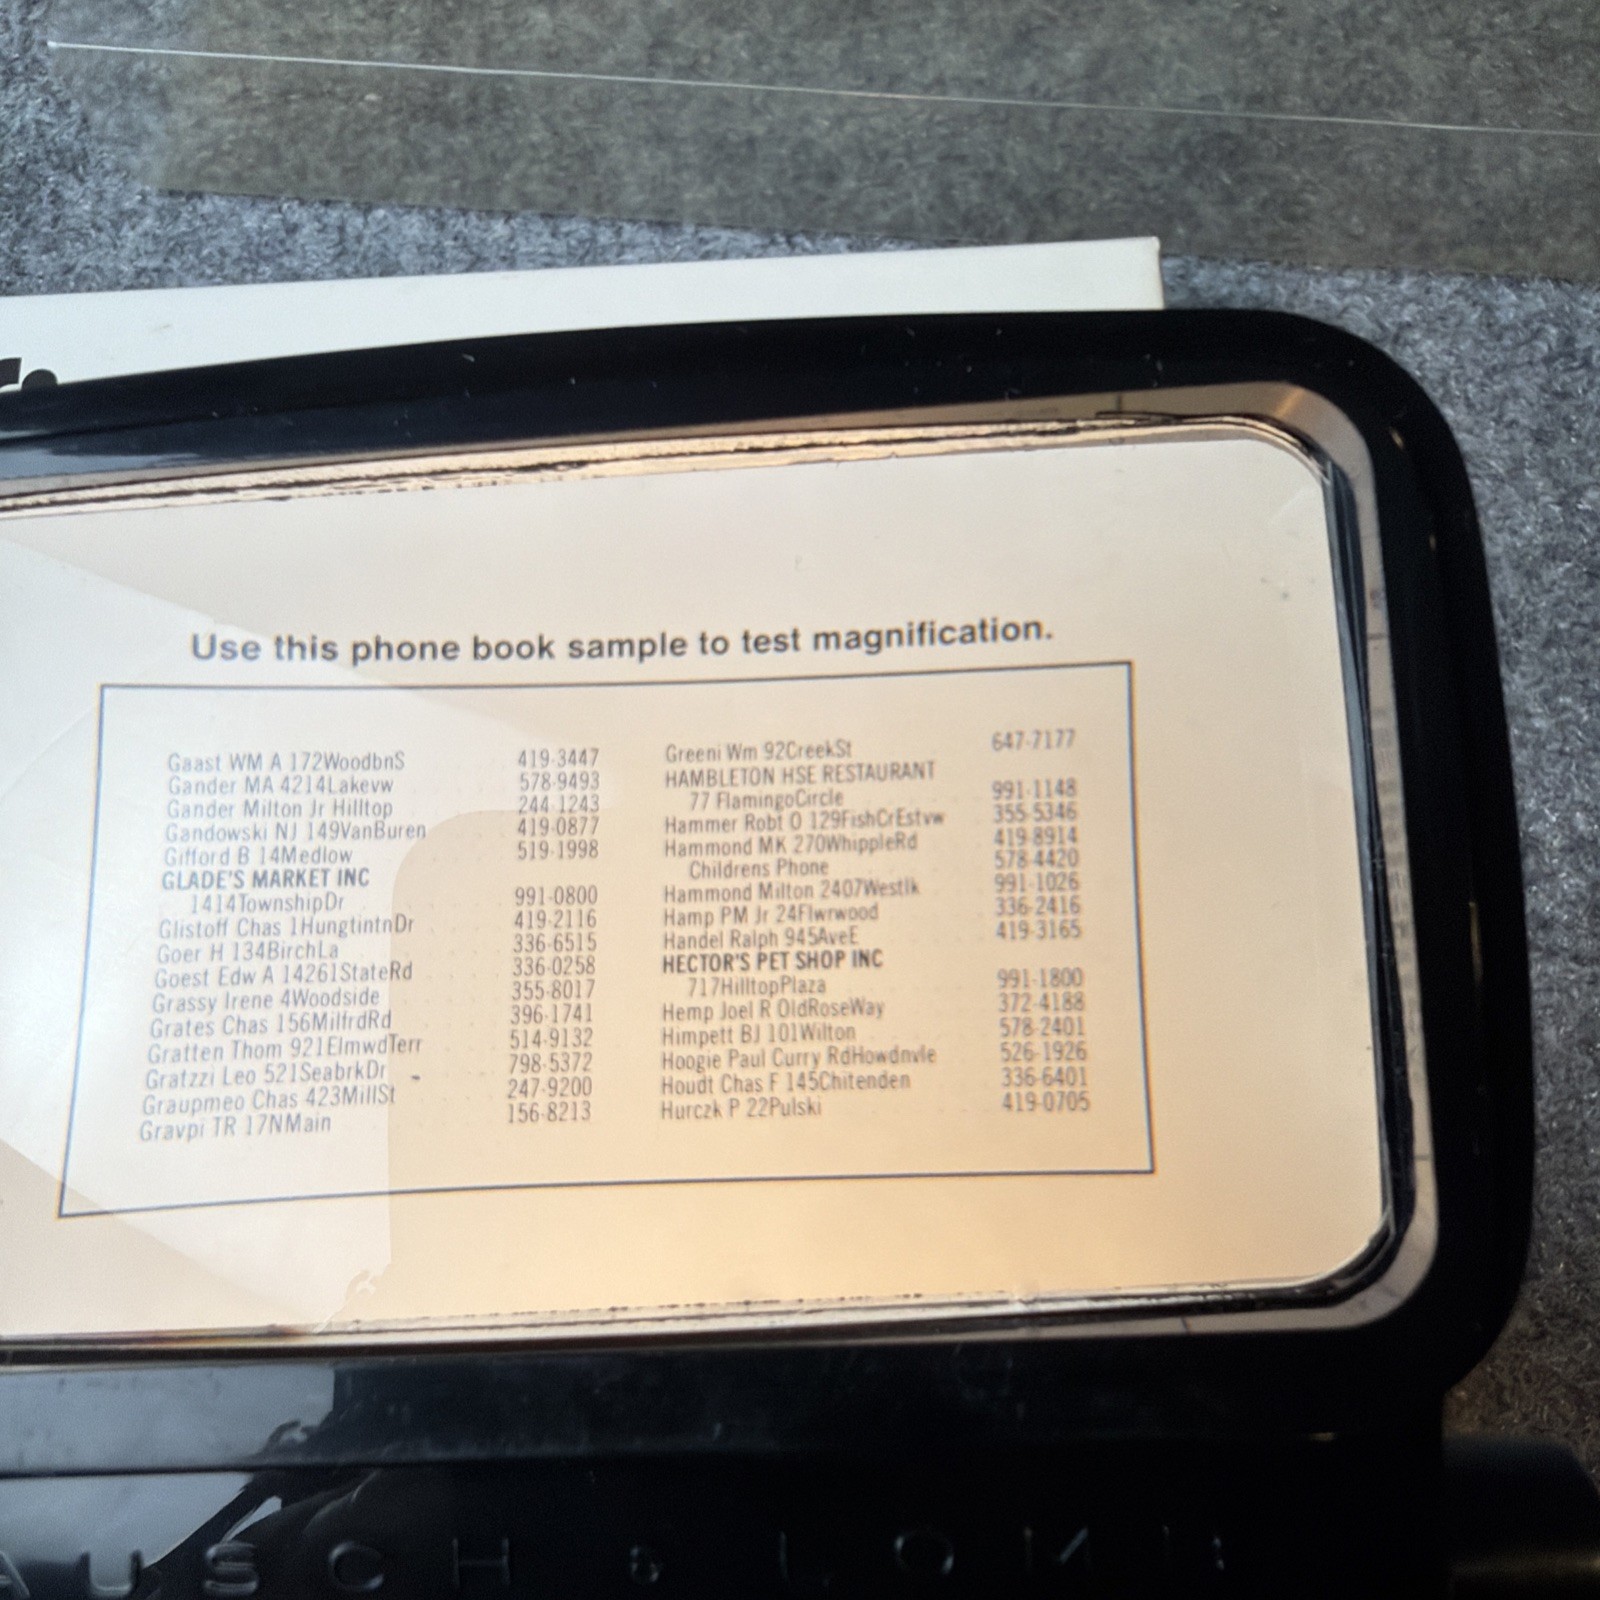 Use this phone book sample to test magnification.
Gaast WM A 172WoodbnS 419-3447
Gander MA 4214Lakevw 578-9493
Gander Milton Jr Hilltop 244-1243
Gandowski NJ 149VanBuren 419-0877
Gifford B 14Medlow 519-1998
GLADE'S MARKET INC
1414TownshipDr 991-0800
Glistoff Chas 1HungtintnDr 419-2116
Goer H 134BirchLa 336-6515
Goest Edw A 14261StateRd 336-0258
Grassy Irene 4Woodside 355-8017
Grates Chas 156MilfrdRd 396-1741
Gratten Thom 921ElmwdTerr 514-9132
Gratzzi Leo 521SeabrkDr 798-5372
Graupmeo Chas 423MillSt 247-9200
Gravpi TR 17NMain 156-8213
Greeni Wm 92CreekSt 647-7177
HAMBLETON HSE RESTAURANT
77 FlamingoCircle 991-1148
Hammer Robt O 129FishCrEstvw 355-5346
Hammond MK 270WhippleRd 419-8914
Childrens Phone 578-4420
Hammond Milton 2407Westlk 991-1026
Hamp PM Jr 24Flwrwood 336-2416
Handel Ralph 945AveE 419-3165
HECTOR'S PET SHOP INC
717HilltopPlaza 991-1800
Hemp Joel R OldRoseWay 372-4188
Himpett BJ 101Wilton 578-2401
Hoogie Paul Curry RdHowdnvle 526-1926
Houdt Chas F 145Chitenden 336-6401
Hurczk P 22Pulski 419-0705
AUSCH & LOMB